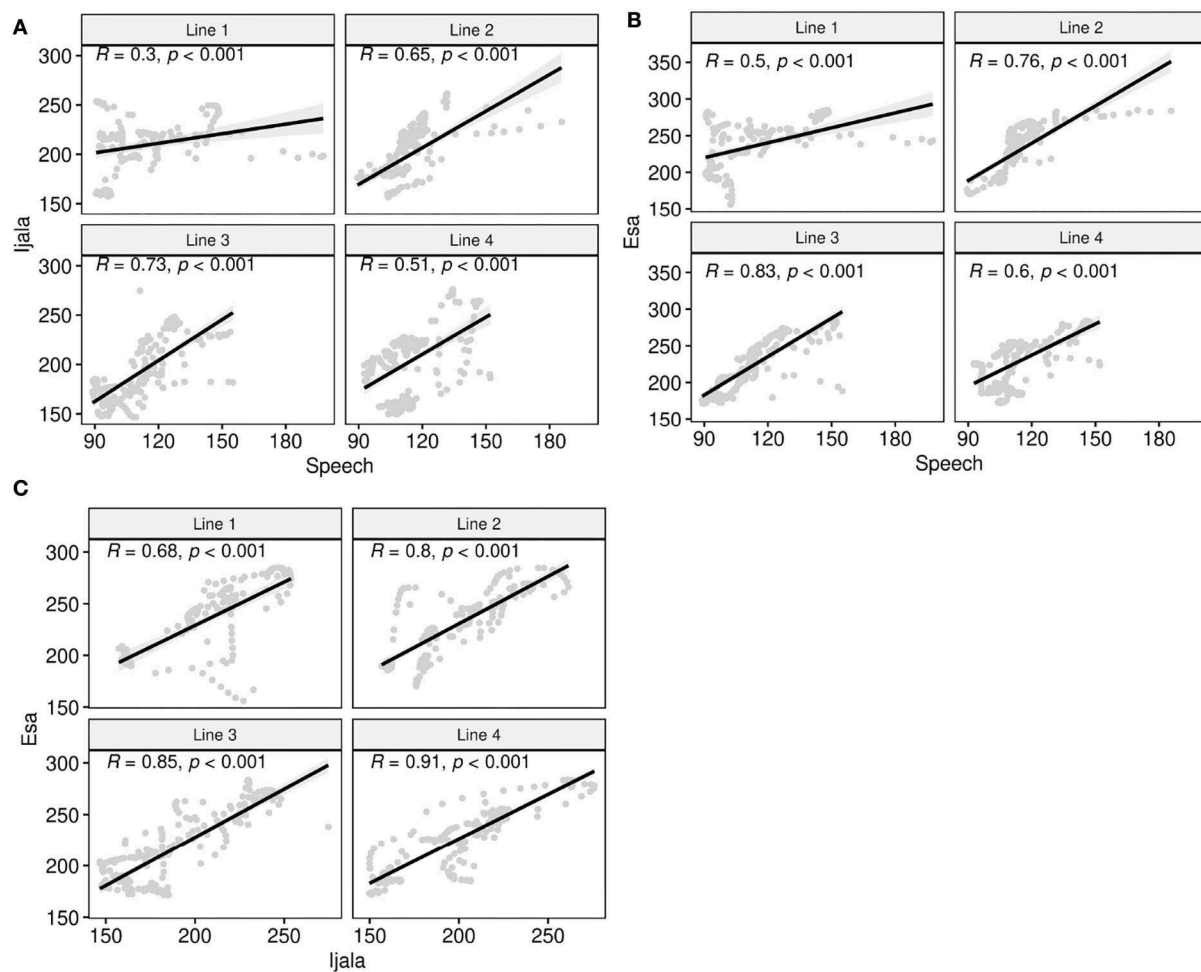 A
Line 1
Line 2
R = 0.3, p < 0.001
R = 0.65, p < 0.001
300
250
200
150
Line 3
Line 4
R = 0.73, p < 0.001
R = 0.51, p < 0.001
300
250
200
150
Ijala
90
120
150
180
90
120
150
180
Speech
B
Line 1
Line 2
R = 0.5, p < 0.001
R = 0.76, p < 0.001
350
300
250
200
150
Line 3
Line 4
R = 0.83, p < 0.001
R = 0.6, p < 0.001
350
300
250
200
150
Esa
90
120
150
180
90
120
150
180
Speech
C
Line 1
Line 2
R = 0.68, p < 0.001
R = 0.8, p < 0.001
300
250
200
150
Line 3
Line 4
R = 0.85, p < 0.001
R = 0.91, p < 0.001
300
250
200
150
Esa
150
200
250
150
200
250
Ijala